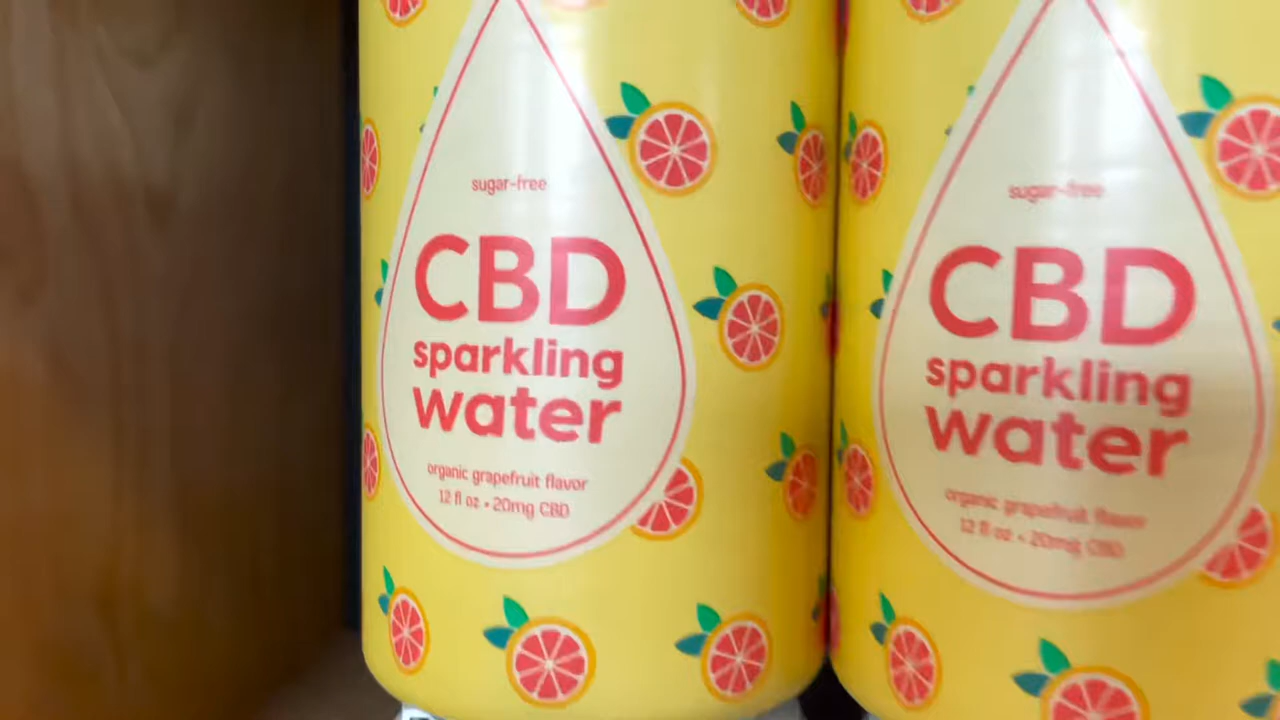 sugar-free
CBD
sparkling
water
organic grapefruit flavor
12 fl oz • 20mg CBD
sugar-free
CBD
sparkling
water
organic grapefruit flavor
12 fl oz • 20mg CBD